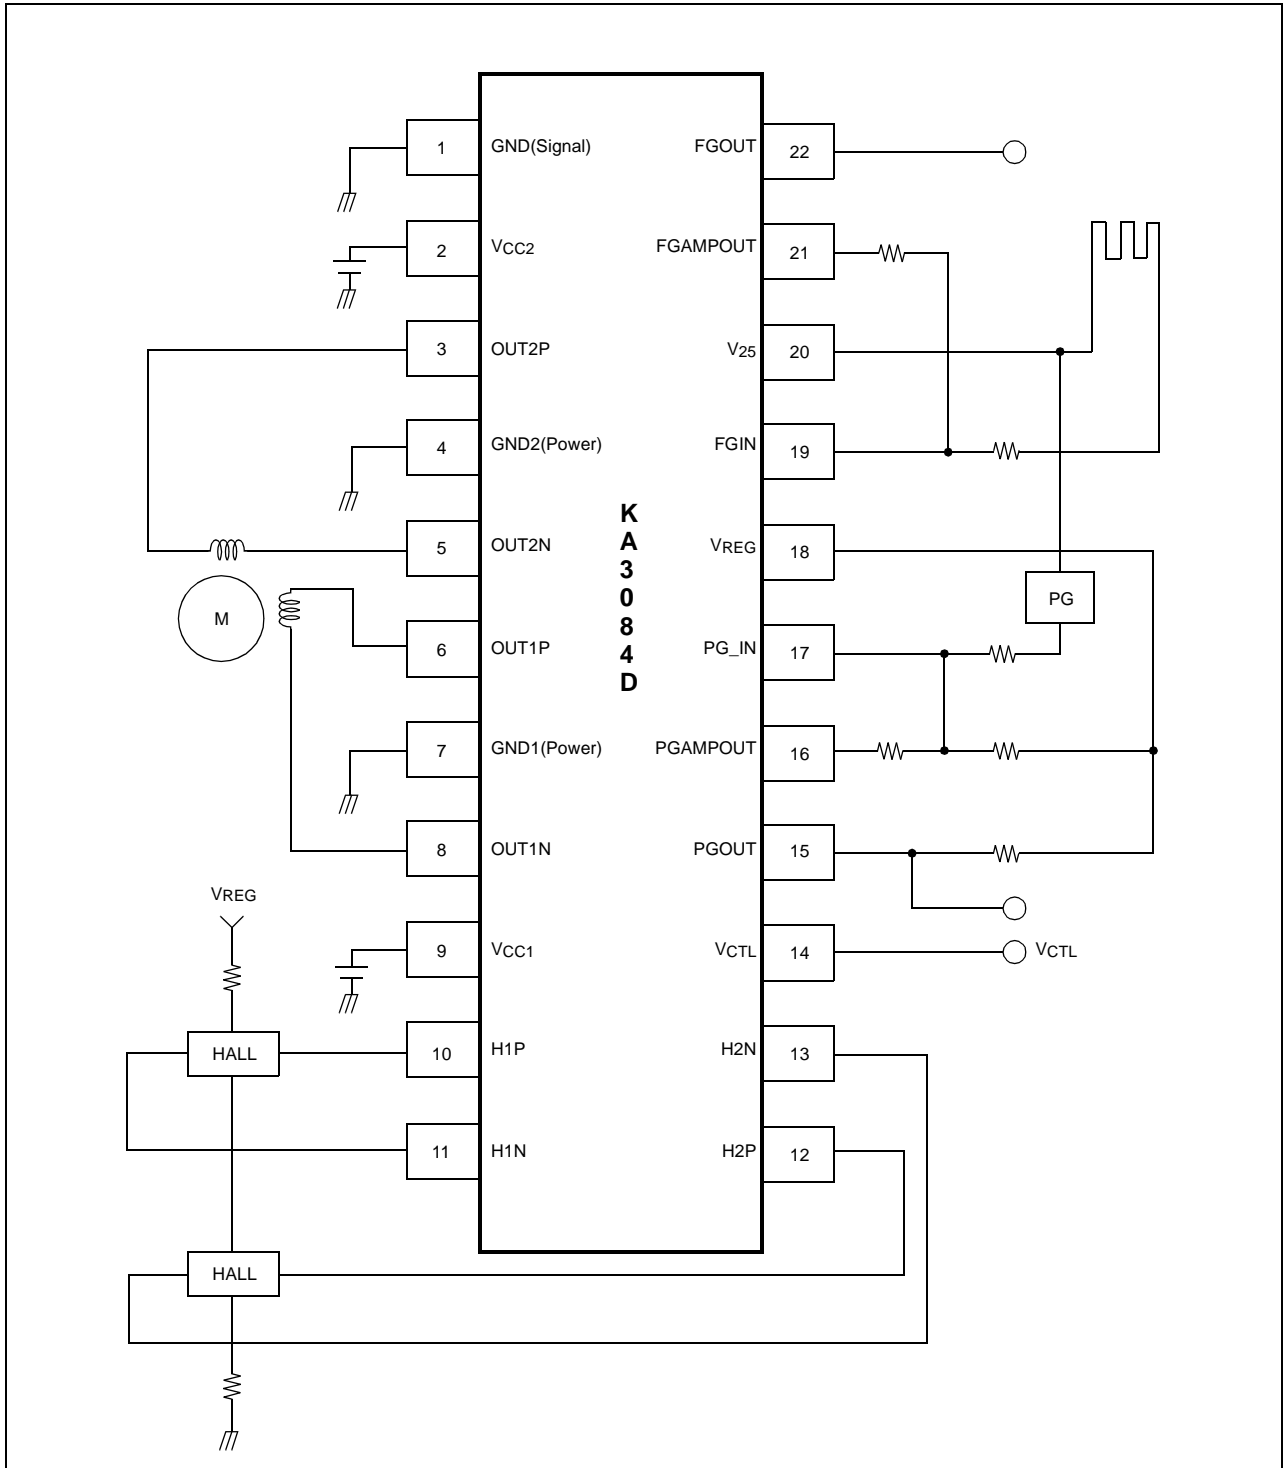 1 GND(Signal) FGOUT 22
2 VCC2 FGAMPOUT 21
3 OUT2P V25 20
4 GND2(Power) FGIN 19
K
A
3
0
8
4
D
5 OUT2N VREG 18
PG
M
6 OUT1P PG_IN 17
7 GND1(Power) PGAMPOUT 16
8 OUT1N PGOUT 15
VREG
9 VCC1 VCTL 14 VCTL
HALL 10 H1P H2N 13
11 H1N H2P 12
HALL